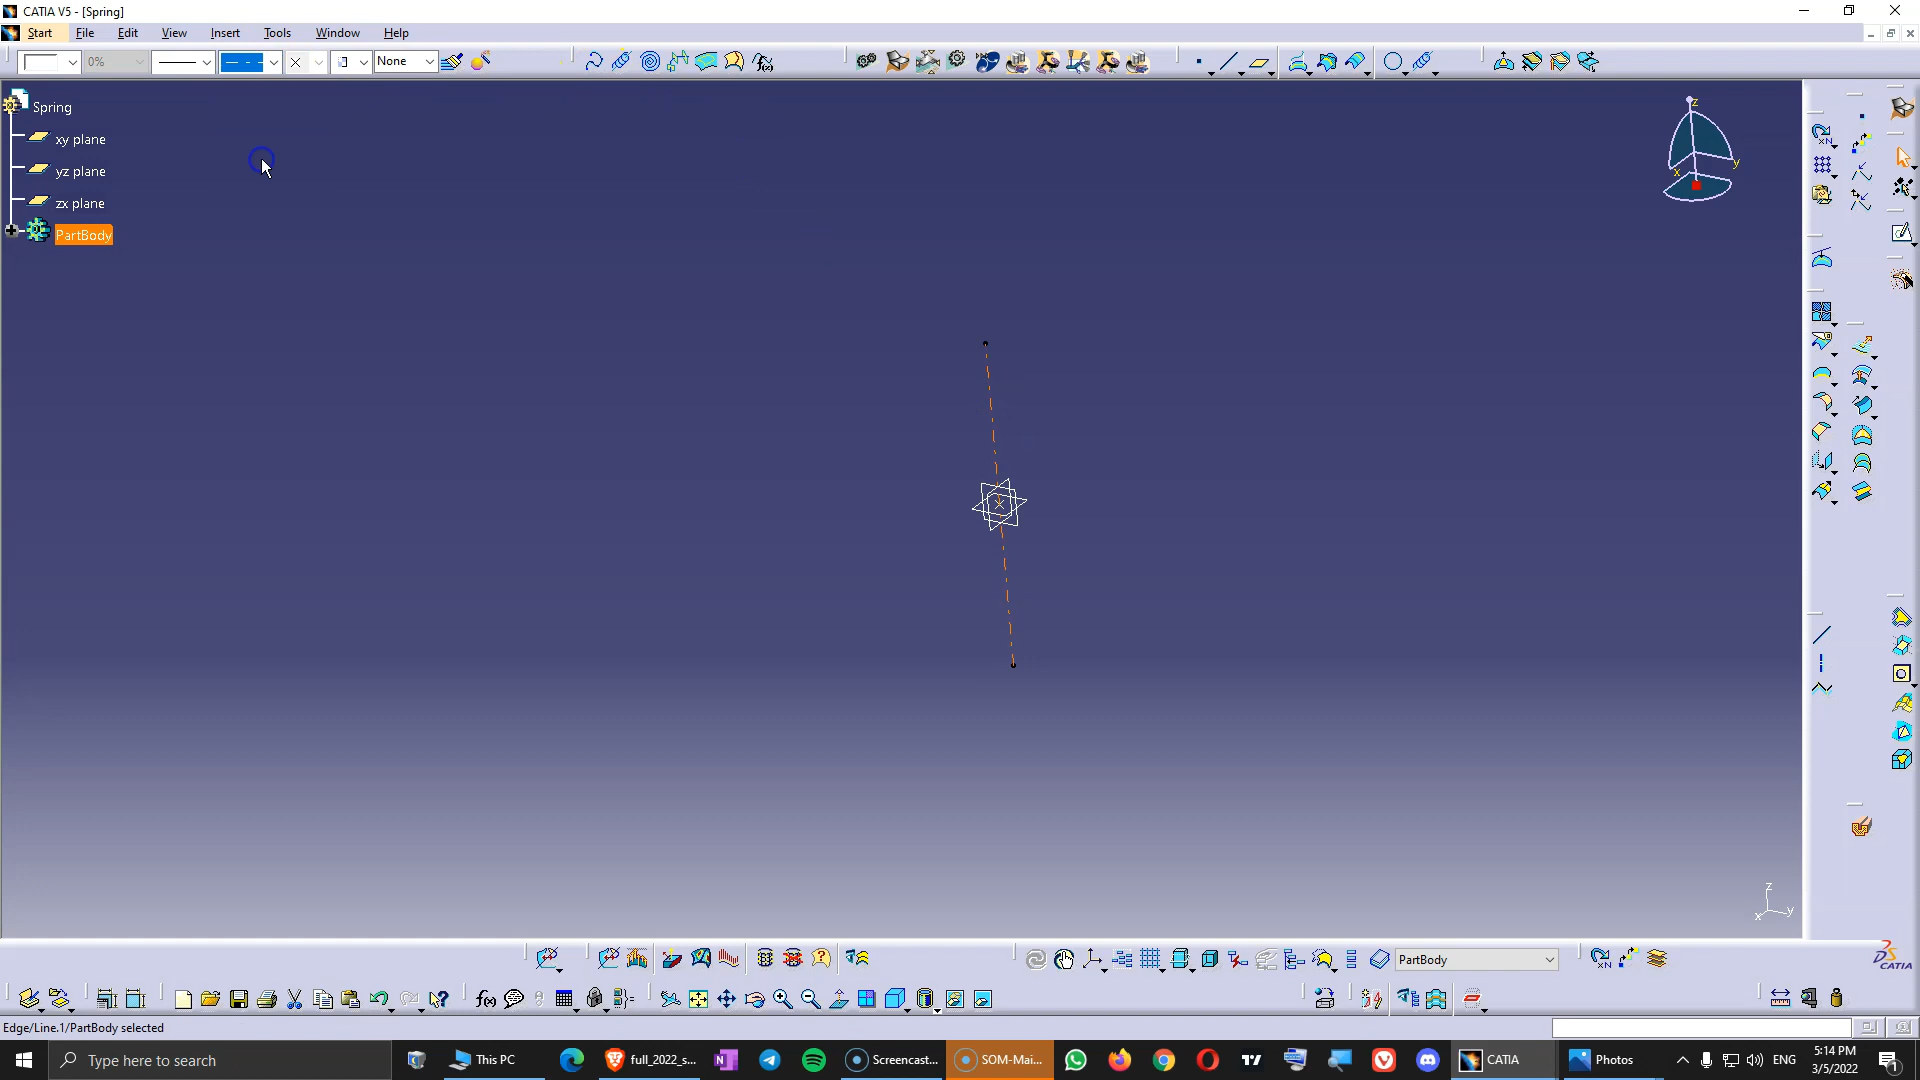 CATIA V5 - [Spring]
Start File Edit View Insert Tools Window Help
0% None
Spring
xy plane
yz plane
zx plane
PartBody
z
y
x
z
x y
PartBody
CATIA
Edge/Line.1/PartBody selected
Type here to search
This PC
full_2022_s...
Screencast...
SOM-Mai...
CATIA
Photos
ENG
5:14 PM
3/5/2022
1